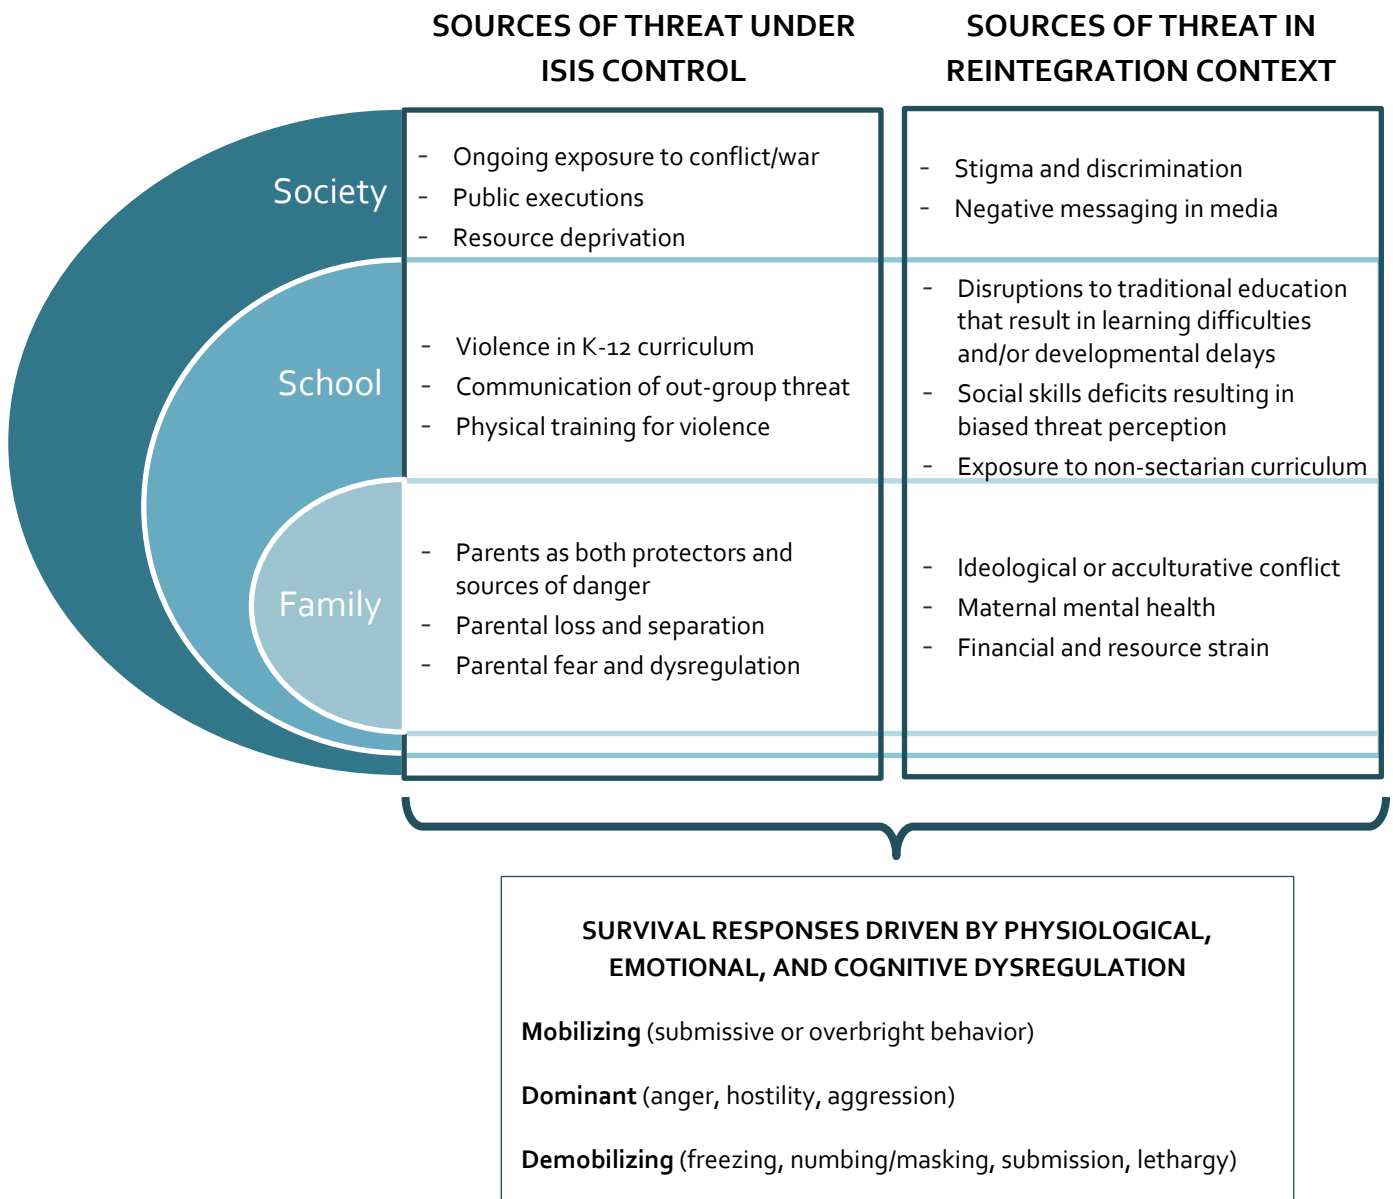 SOURCES OF THREAT UNDER
ISIS CONTROL
SOURCES OF THREAT IN
REINTEGRATION CONTEXT
Society
- Ongoing exposure to conflict/war
- Public executions
- Resource deprivation
- Stigma and discrimination
- Negative messaging in media
School
- Violence in K-12 curriculum
- Communication of out-group threat
- Physical training for violence
- Disruptions to traditional education
that result in learning difficulties
and/or developmental delays
- Social skills deficits resulting in
biased threat perception
- Exposure to non-sectarian curriculum
Family
- Parents as both protectors and
sources of danger
- Parental loss and separation
- Parental fear and dysregulation
- Ideological or acculturative conflict
- Maternal mental health
- Financial and resource strain
SURVIVAL RESPONSES DRIVEN BY PHYSIOLOGICAL,
EMOTIONAL, AND COGNITIVE DYSREGULATION
Mobilizing (submissive or overbright behavior)
Dominant (anger, hostility, aggression)
Demobilizing (freezing, numbing/masking, submission, lethargy)